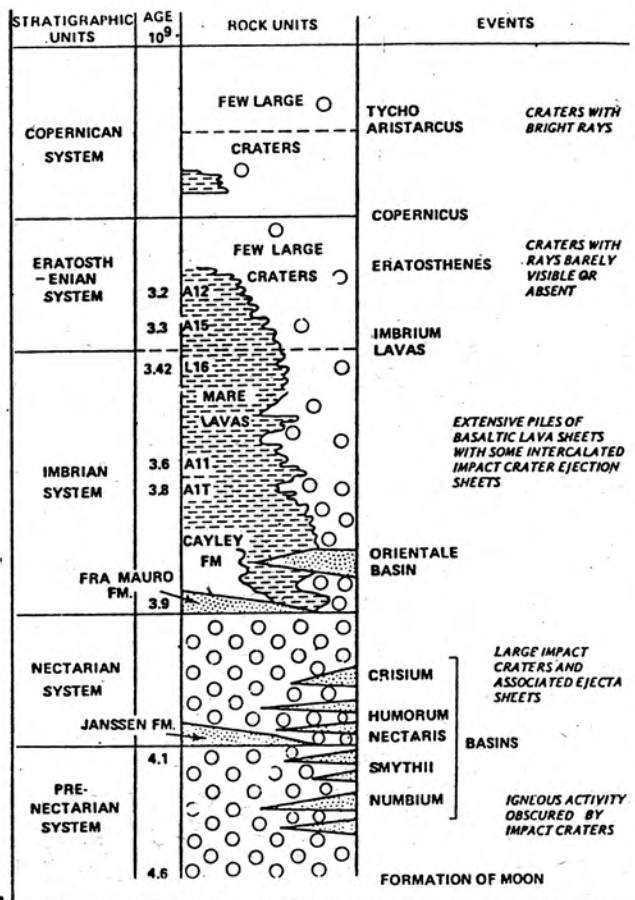 STRATIGRAPHIC
UNITS
AGE
10⁹.
ROCK UNITS
EVENTS
COPERNICAN
SYSTEM
FEW LARGE
CRATERS
TYCHO
ARISTARCUS
CRATERS WITH
BRIGHT RAYS
COPERNICUS
ERATOSTH
-ENIAN
SYSTEM
3.2
3.3
FEW LARGE
CRATERS
A12
A15
ERATOSTHENES
CRATERS WITH
RAYS BARELY
VISIBLE OR
ABSENT
IMBRIUM
LAVAS
IMBRIAN
SYSTEM
3.42
3.6
3.8
3.9
L16
MARE
LAVAS
A11
A1T
CAYLEY
FM
FRA MAURO
FM.
EXTENSIVE PILES OF
BASALTIC LAVA SHEETS
WITH SOME INTERCALATED
IMPACT CRATER EJECTION
SHEETS
ORIENTALE
BASIN
NECTARIAN
SYSTEM
JANSSEN FM.
CRISIUM
HUMORUM
NECTARIS
SMYTHII
NUMBIUM
BASINS
LARGE IMPACT
CRATERS AND
ASSOCIATED EJECTA
SHEETS
PRE-
NECTARIAN
SYSTEM
4.1
4.6
IGNEOUS ACTIVITY
OBSCURED BY
IMPACT CRATERS
FORMATION OF MOON